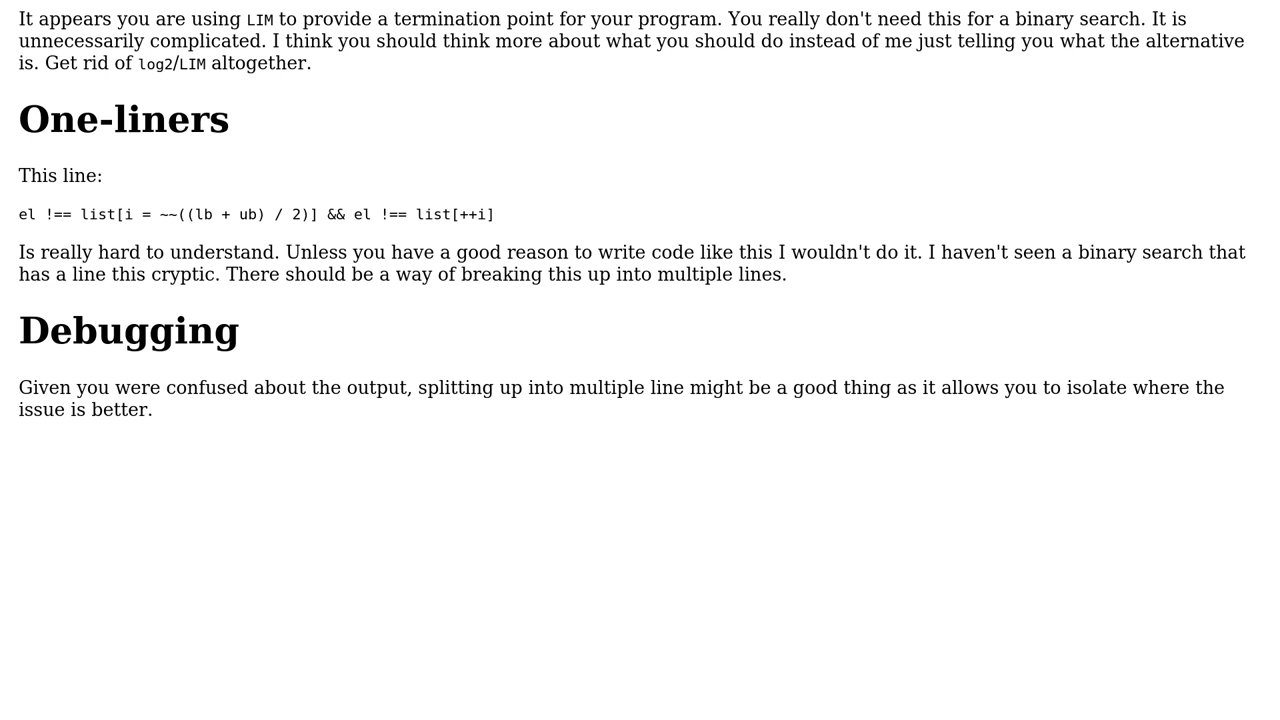 It appears you are using LIM to provide a termination point for your program. You really don't need this for a binary search. It is
unnecessarily complicated. I think you should think more about what you should do instead of me just telling you what the alternative
is. Get rid of log2/LIM altogether.
One-liners
This line:
el !== list[i = ~~((lb + ub) / 2)] && el !== list[++i]
Is really hard to understand. Unless you have a good reason to write code like this I wouldn't do it. I haven't seen a binary search that
has a line this cryptic. There should be a way of breaking this up into multiple lines.
Debugging
Given you were confused about the output, splitting up into multiple line might be a good thing as it allows you to isolate where the
issue is better.